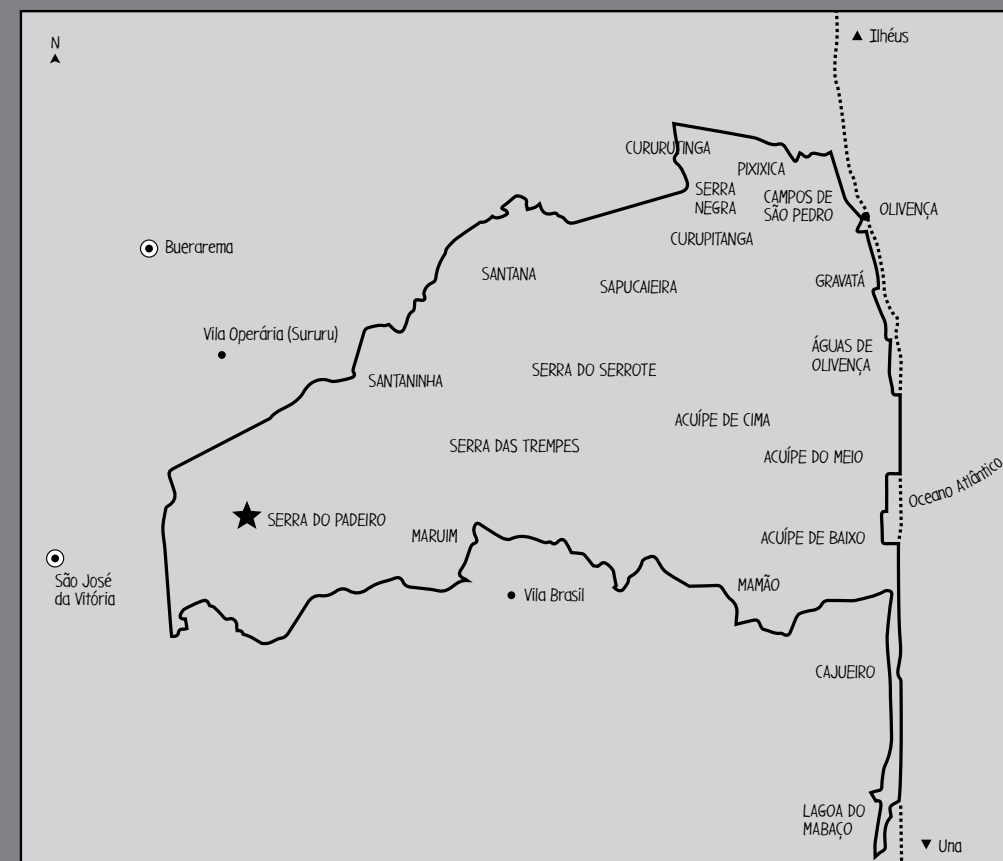 N
Ilhéus
CURURUTINGA
PIXIXICA
SERRA
NEGRA
CAMPOS DE
SÃO PEDRO
OLIVENÇA
CURUPITANGA
Buerarema
SANTANA
SAPUCAIEIRA
GRAVATÁ
Vila Operária (Sururu)
ÁGUAS DE
OLIVENÇA
SERRA DO SERROTE
SANTANINHA
ACUÍPE DE CIMA
SERRA DAS TREMPES
ACUÍPE DO MEIO
Oceano Atlântico
SERRA DO PADEIRO
MARUIM
ACUÍPE DE BAIXO
São José
da Vitória
Vila Brasil
MAMÃO
CAJUEIRO
LAGOA DO
MABAÇO
Una